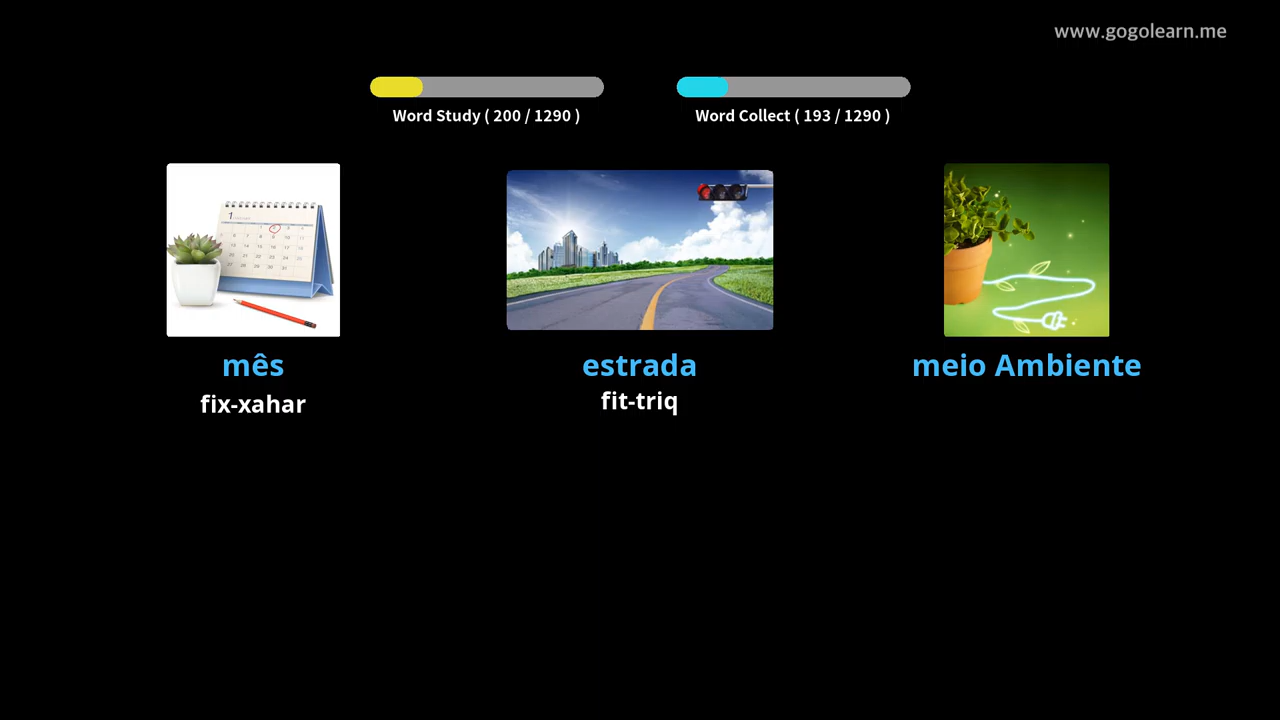 www.gogolearn.me
Word Study ( 200 / 1290 )
Word Collect ( 193 / 1290 )
mês
estrada
meio Ambiente
fix-xahar
fit-triq